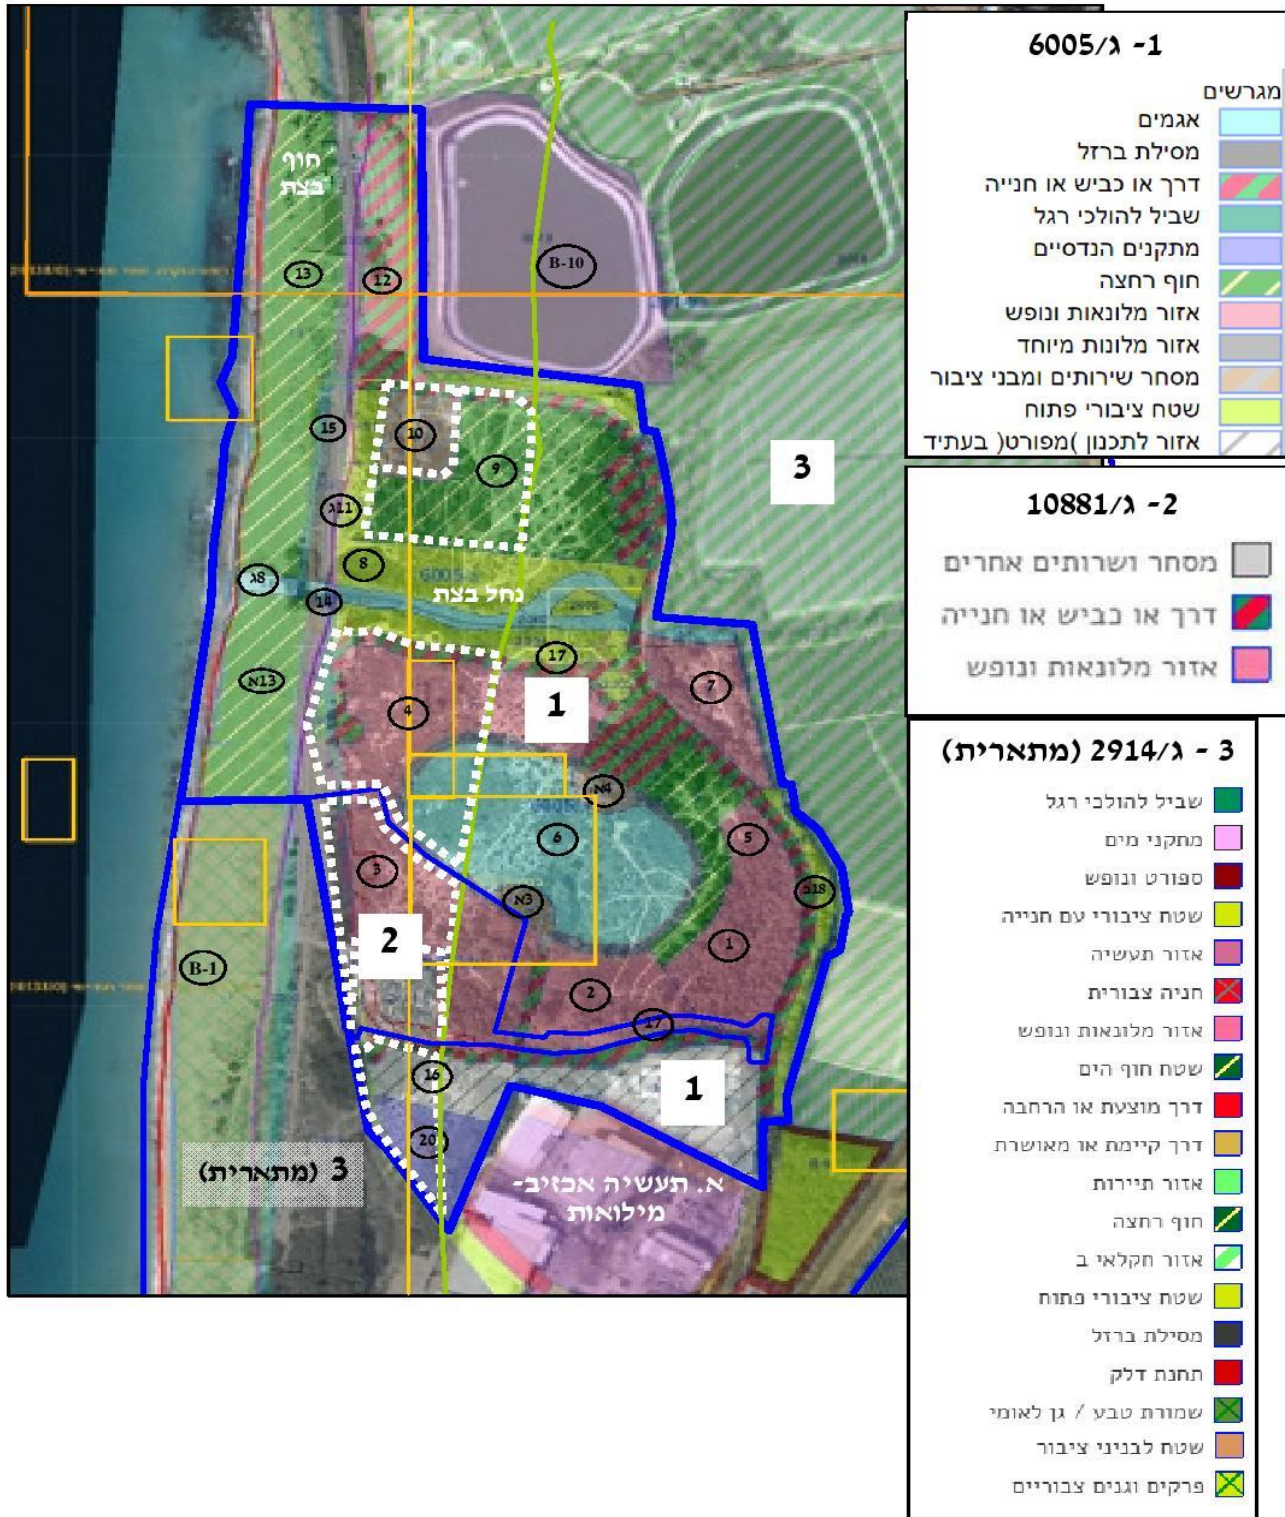 1- ג/6005
מגרשים
אגמים
מסילת ברזל
דרך או כביש או חנייה
שביל להולכי רגל
מתקנים הנדסיים
חוף רחצה
אזור מלונאות ונופש
אזור מלונות מיוחד
מסחר שירותים ומבני ציבור
שטח ציבורי פתוח
אזור לתכנון )מפורט( בעתיד
2- ג/10881
מסחר ושרותים אחרים
דרך או כביש או חנייה
אזור מלונאות ונופש
3 - ג/2914 (מתארית)
שביל להולכי רגל
מתקני מים
ספורט ונופש
שטח ציבורי עם חנייה
אזור תעשיה
חניה צבורית
אזור מלונאות ונופש
שטח חוף הים
דרך מוצעת או הרחבה
דרך קיימת או מאושרת
אזור תיירות
חוף רחצה
אזור חקלאי ב
שטח ציבורי פתוח
מסילת ברזל
תחנת דלק
שמורת טבע / גן לאומי
שטח לבניני ציבור
פרקים וגנים צבוריים
חוף
בצת
13
12
B-10
15
10
9
3
11ג
8
8ג
6005
נחל בצת
14
17
13א
7
4
1
4א
6
5
3
3א
18ב
2
B-1
1
2
17
16
1
20
3 (מתארית)
א. תעשיה אכזיב-
מילואות